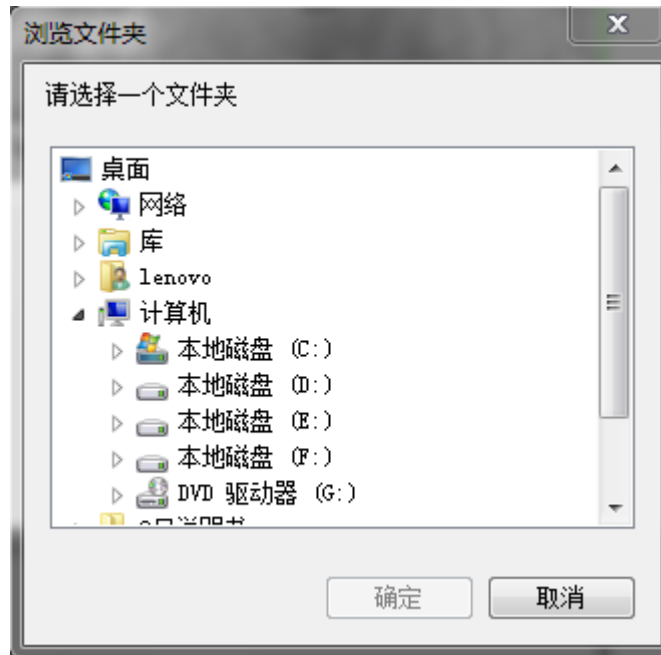 浏览文件夹
请选择一个文件夹
桌面
网络
库
lenovo
计算机
本地磁盘 (C:)
本地磁盘 (D:)
本地磁盘 (E:)
本地磁盘 (F:)
DVD 驱动器 (G:)
确定
取消